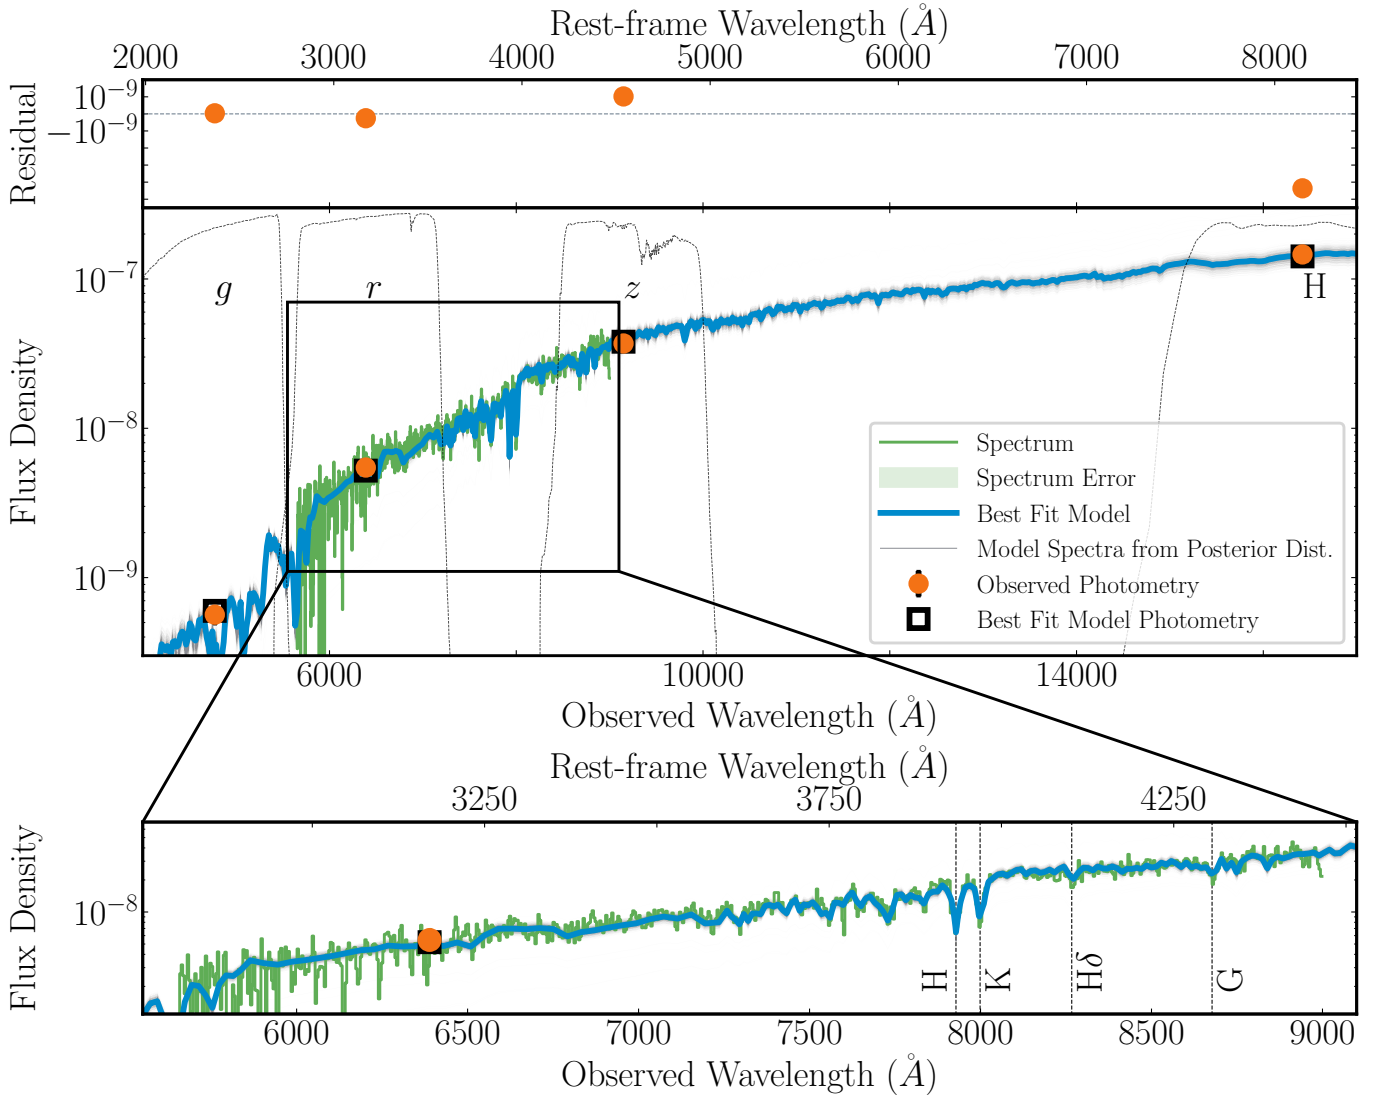 Rest-frame Wavelength (Å)
2000 3000 4000 5000 6000 7000 8000
Residual
10⁻⁹
−10⁻⁹
Flux Density
10⁻⁷
10⁻⁸
10⁻⁹
g r z H
Spectrum
Spectrum Error
Best Fit Model
Model Spectra from Posterior Dist.
Observed Photometry
Best Fit Model Photometry
6000 10000 14000
Observed Wavelength (Å)
Rest-frame Wavelength (Å)
3250 3750 4250
Flux Density
10⁻⁸
H K Hδ G
6000 6500 7000 7500 8000 8500 9000
Observed Wavelength (Å)